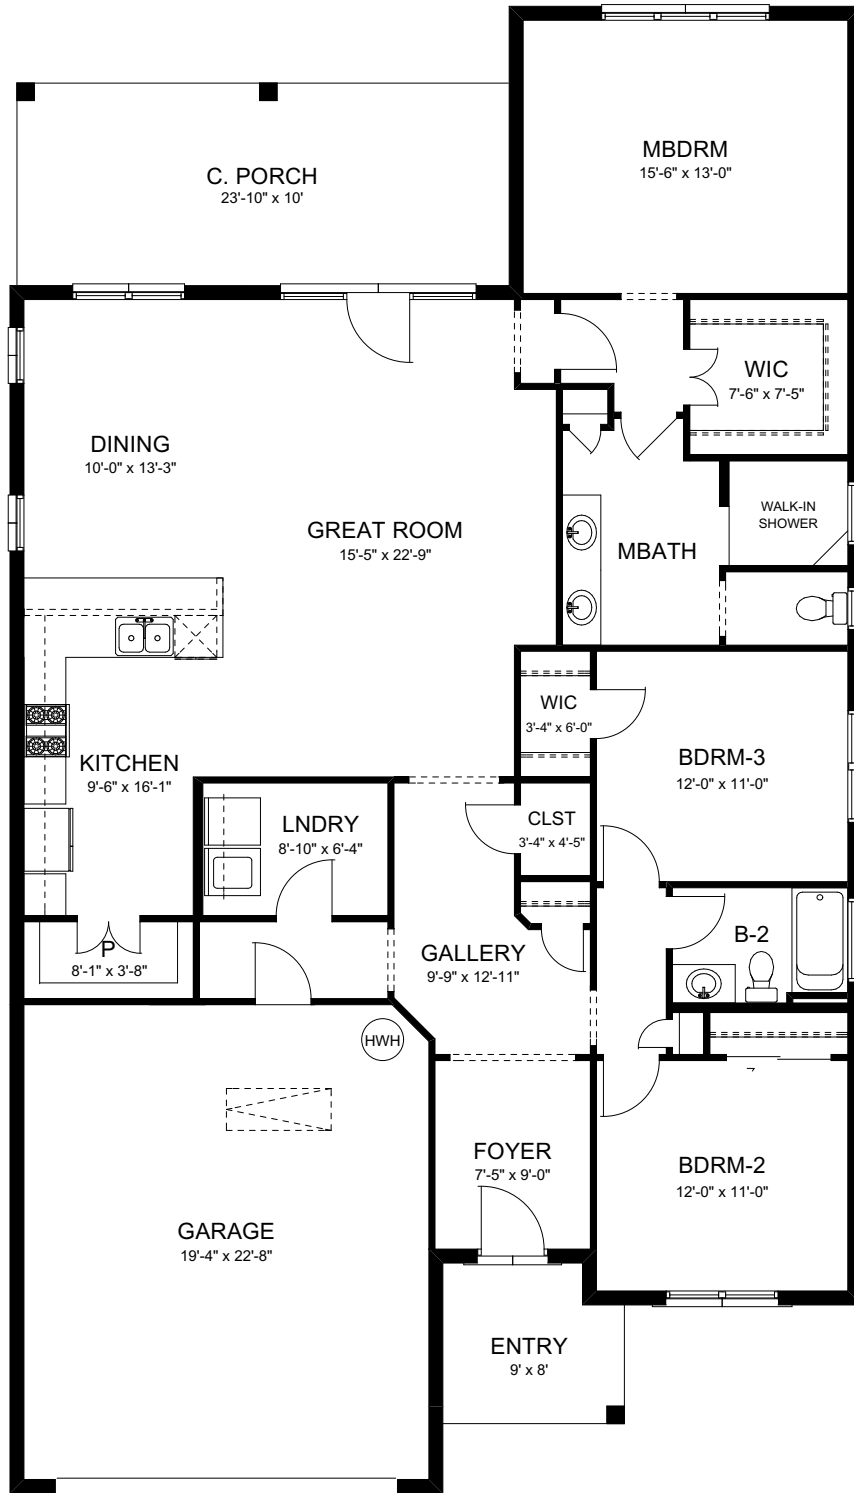 MBDRM
15'-6" x 13'-0"
C. PORCH
23'-10" x 10'
WIC
7'-6" x 7'-5"
DINING
10'-0" x 13'-3"
GREAT ROOM
15'-5" x 22'-9"
WALK-IN
SHOWER
MBATH
WIC
3'-4" x 6'-0"
BDRM-3
12'-0" x 11'-0"
KITCHEN
9'-6" x 16'-1"
LNDRY
8'-10" x 6'-4"
CLST
3'-4" x 4'-5"
B-2
P
8'-1" x 3'-8"
GALLERY
9'-9" x 12'-11"
HWH
FOYER
7'-5" x 9'-0"
BDRM-2
12'-0" x 11'-0"
GARAGE
19'-4" x 22'-8"
ENTRY
9' x 8'